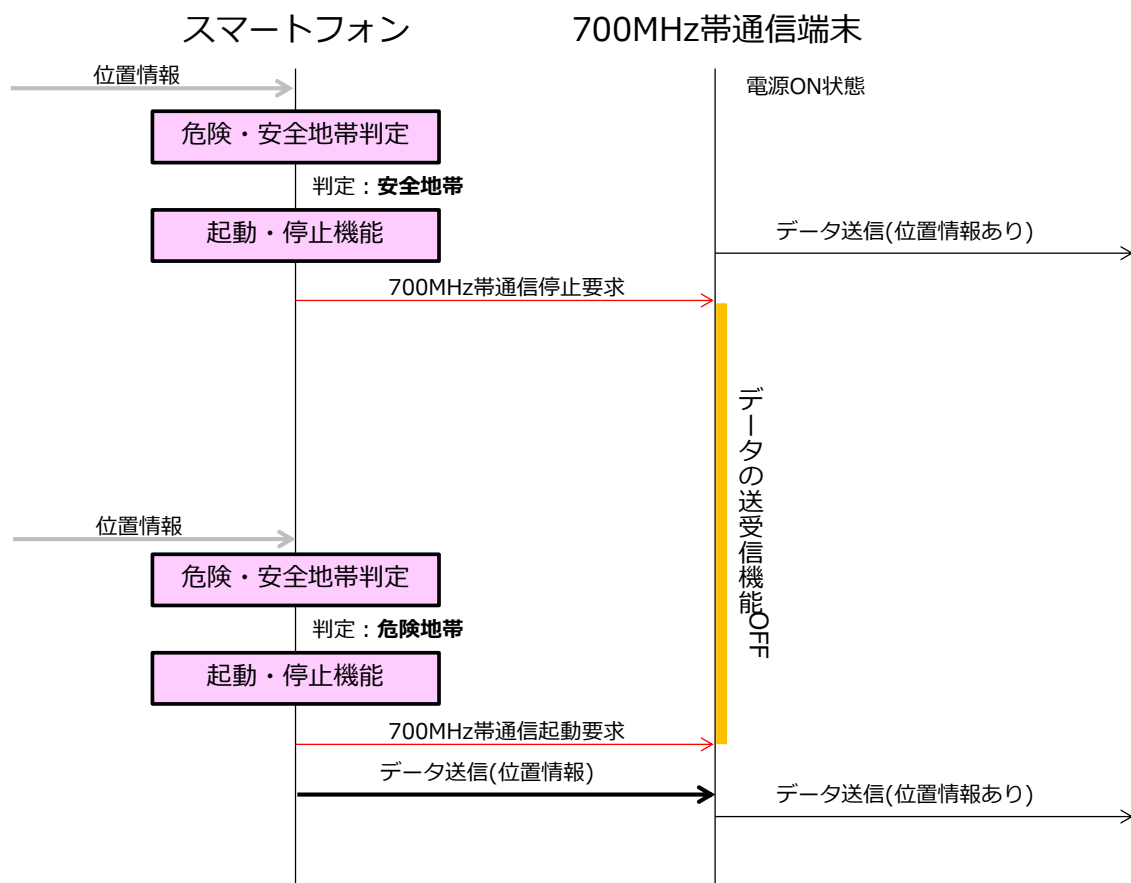 スマートフォン
700MHz帯通信端末
位置情報
電源ON状態
危険・安全地帯判定
判定：安全地帯
起動・停止機能
データ送信(位置情報あり)
700MHz帯通信停止要求
データの送受信機能OFF
位置情報
危険・安全地帯判定
判定：危険地帯
起動・停止機能
700MHz帯通信起動要求
データ送信(位置情報)
データ送信(位置情報あり)